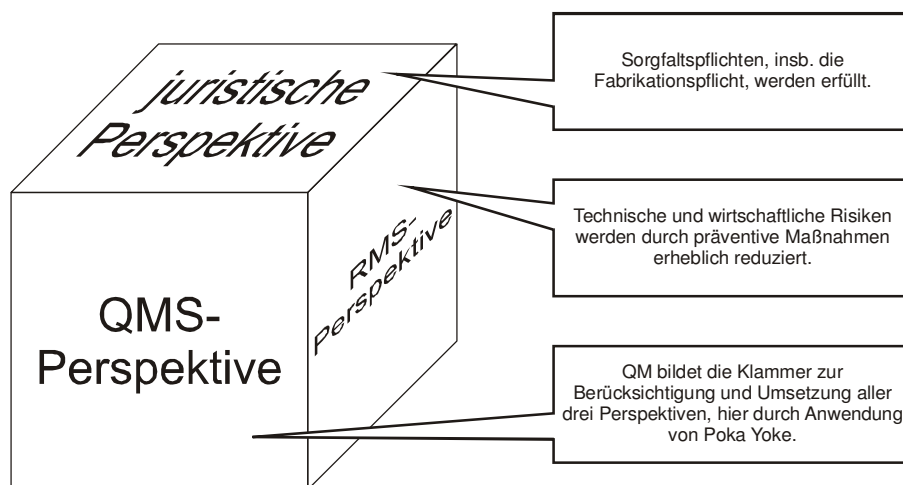 juristische
Perspektive
Sorgfaltspflichten, insb. die
Fabrikationspflicht, werden erfüllt.
RMS-
Perspektive
Technische und wirtschaftliche Risiken
werden durch präventive Maßnahmen
erheblich reduziert.
QMS-
Perspektive
QM bildet die Klammer zur
Berücksichtigung und Umsetzung aller
drei Perspektiven, hier durch Anwendung
von Poka Yoke.